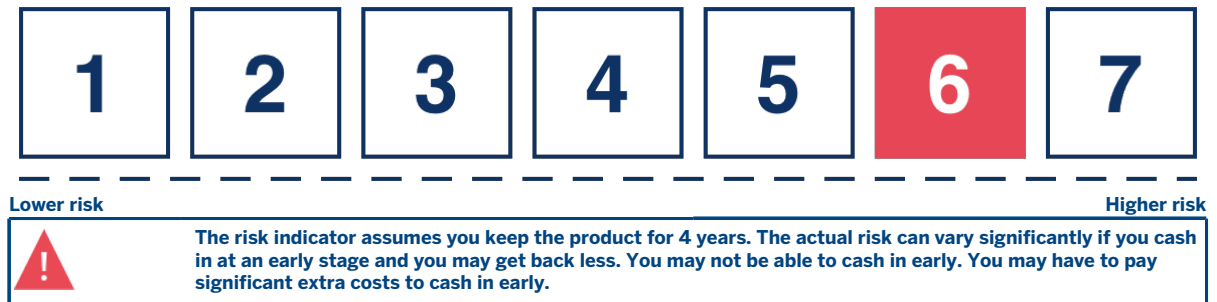 1 2 3 4 5 6 7
Lower risk Higher risk
!
The risk indicator assumes you keep the product for 4 years. The actual risk can vary significantly if you cash
in at an early stage and you may get back less. You may not be able to cash in early. You may have to pay
significant extra costs to cash in early.